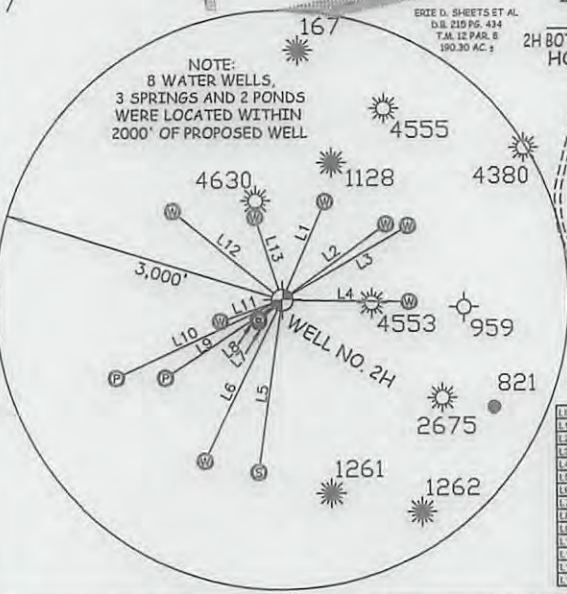 ERIE D. SHEETS ET AL
D.B. 219 PG. 434
T.M. 12 PAR. 8
190.30 AC. ±
2H BOT
HO
167
NOTE:
8 WATER WELLS,
3 SPRINGS AND 2 PONDS
WERE LOCATED WITHIN
2000' OF PROPOSED WELL
4555
4380
1128
4630
W
W
W
W
W
L12
L13
L1
L2
L3
3,000'
L4
W
4553
959
L11
W
L10
L9
L8
L7
WELL NO. 2H
P
P
L6
L5
821
2675
W
S
1261
1262